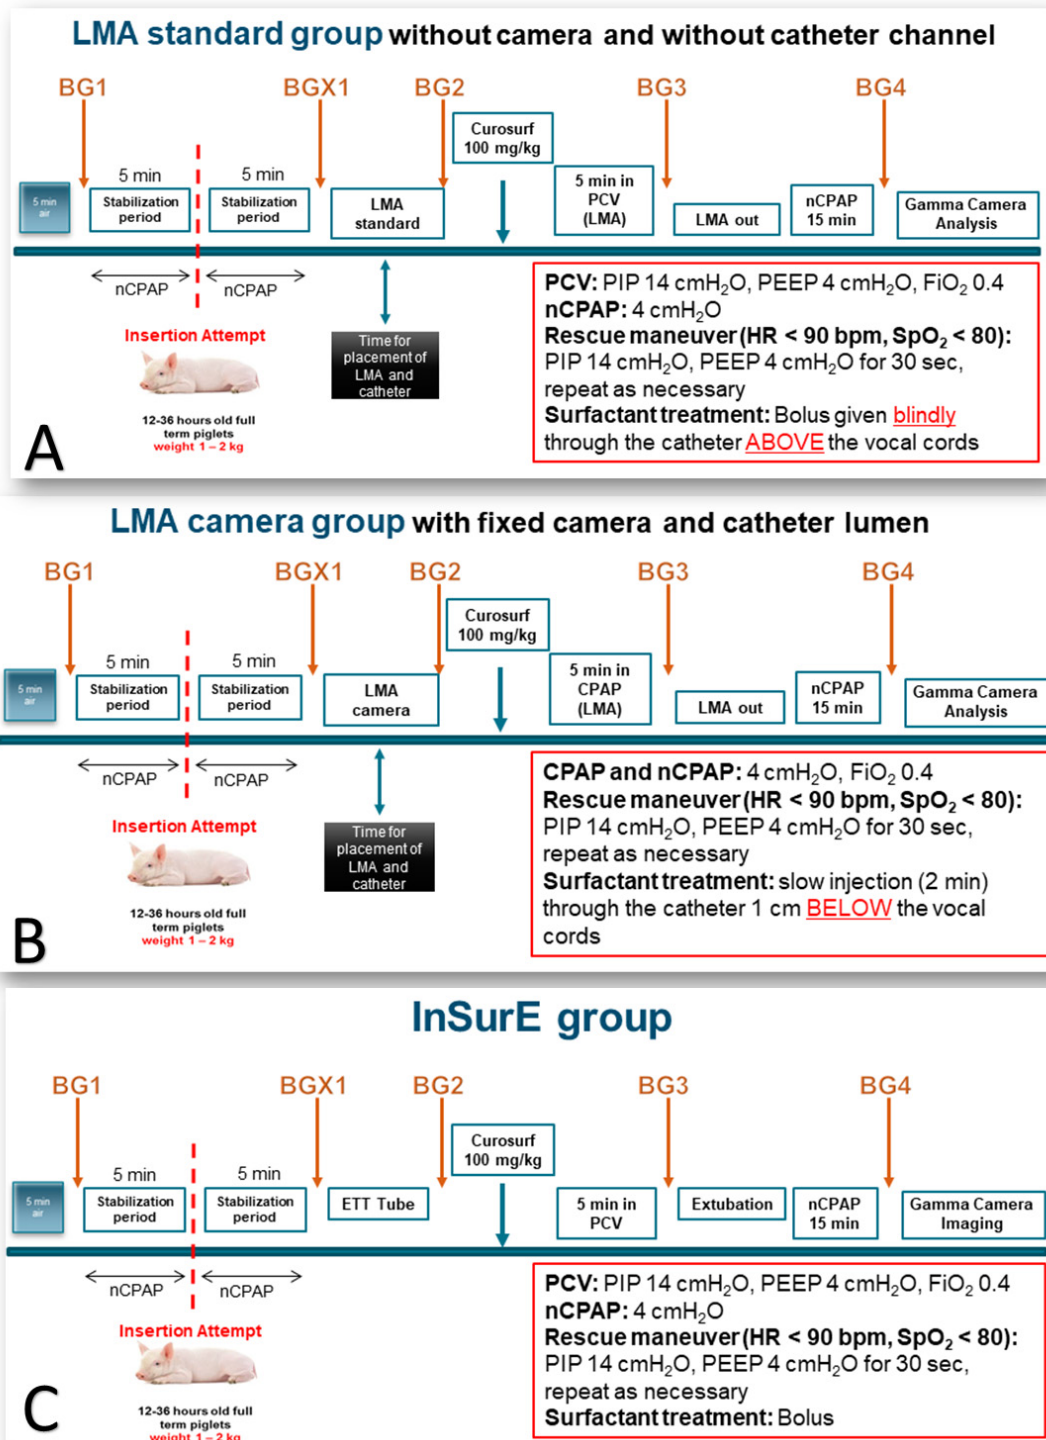 LMA standard group without camera and without catheter channel
BG1
BGX1
BG2
BG3
BG4
Curosurf
100 mg/kg
5 min
air
5 min
Stabilization
period
5 min
Stabilization
period
LMA
standard
5 min in
PCV
(LMA)
LMA out
nCPAP
15 min
Gamma Camera
Analysis
nCPAP
nCPAP
Insertion Attempt
12-36 hours old full
term piglets
weight 1 – 2 kg
Time for
placement of
LMA and
catheter
PCV: PIP 14 cmH₂O, PEEP 4 cmH₂O, FiO₂ 0.4
nCPAP: 4 cmH₂O
Rescue maneuver (HR < 90 bpm, SpO₂ < 80):
PIP 14 cmH₂O, PEEP 4 cmH₂O for 30 sec,
repeat as necessary
Surfactant treatment: Bolus given blindly
through the catheter ABOVE the vocal cords
A
LMA camera group with fixed camera and catheter lumen
BG1
BGX1
BG2
BG3
BG4
Curosurf
100 mg/kg
5 min
air
5 min
Stabilization
period
5 min
Stabilization
period
LMA
camera
5 min in
CPAP
(LMA)
LMA out
nCPAP
15 min
Gamma Camera
Analysis
nCPAP
nCPAP
Insertion Attempt
12-36 hours old full
term piglets
weight 1 – 2 kg
Time for
placement of
LMA and
catheter
CPAP and nCPAP: 4 cmH₂O, FiO₂ 0.4
Rescue maneuver (HR < 90 bpm, SpO₂ < 80):
PIP 14 cmH₂O, PEEP 4 cmH₂O for 30 sec,
repeat as necessary
Surfactant treatment: slow injection (2 min)
through the catheter 1 cm BELOW the vocal
cords
B
InSurE group
BG1
BGX1
BG2
BG3
BG4
Curosurf
100 mg/kg
5 min
air
5 min
Stabilization
period
5 min
Stabilization
period
ETT Tube
5 min in
PCV
Extubation
nCPAP
15 min
Gamma Camera
Imaging
nCPAP
nCPAP
Insertion Attempt
12-36 hours old full
term piglets
weight 1 – 2 kg
PCV: PIP 14 cmH₂O, PEEP 4 cmH₂O, FiO₂ 0.4
nCPAP: 4 cmH₂O
Rescue maneuver (HR < 90 bpm, SpO₂ < 80):
PIP 14 cmH₂O, PEEP 4 cmH₂O for 30 sec,
repeat as necessary
Surfactant treatment: Bolus
C